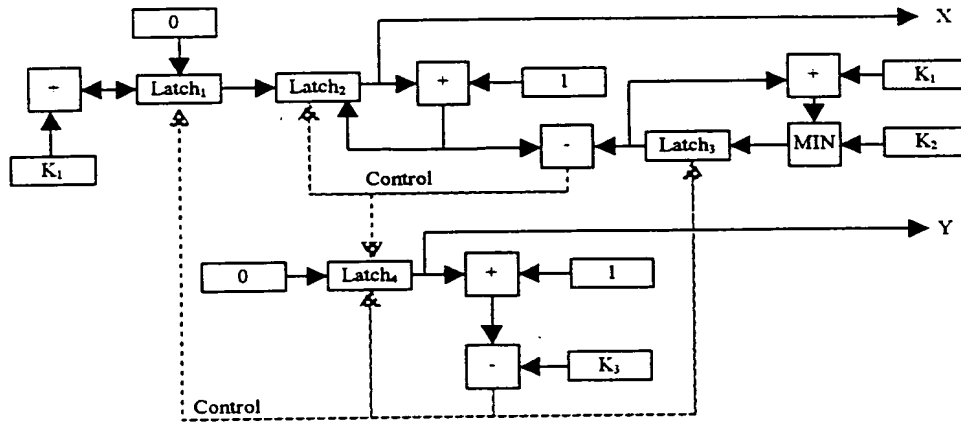 0
X
÷
Latch₁
Latch₂
+
1
+
K₁
K₁
-
Latch₃
MIN
K₂
Control
Y
0
Latch₄
+
1
-
K₃
Control